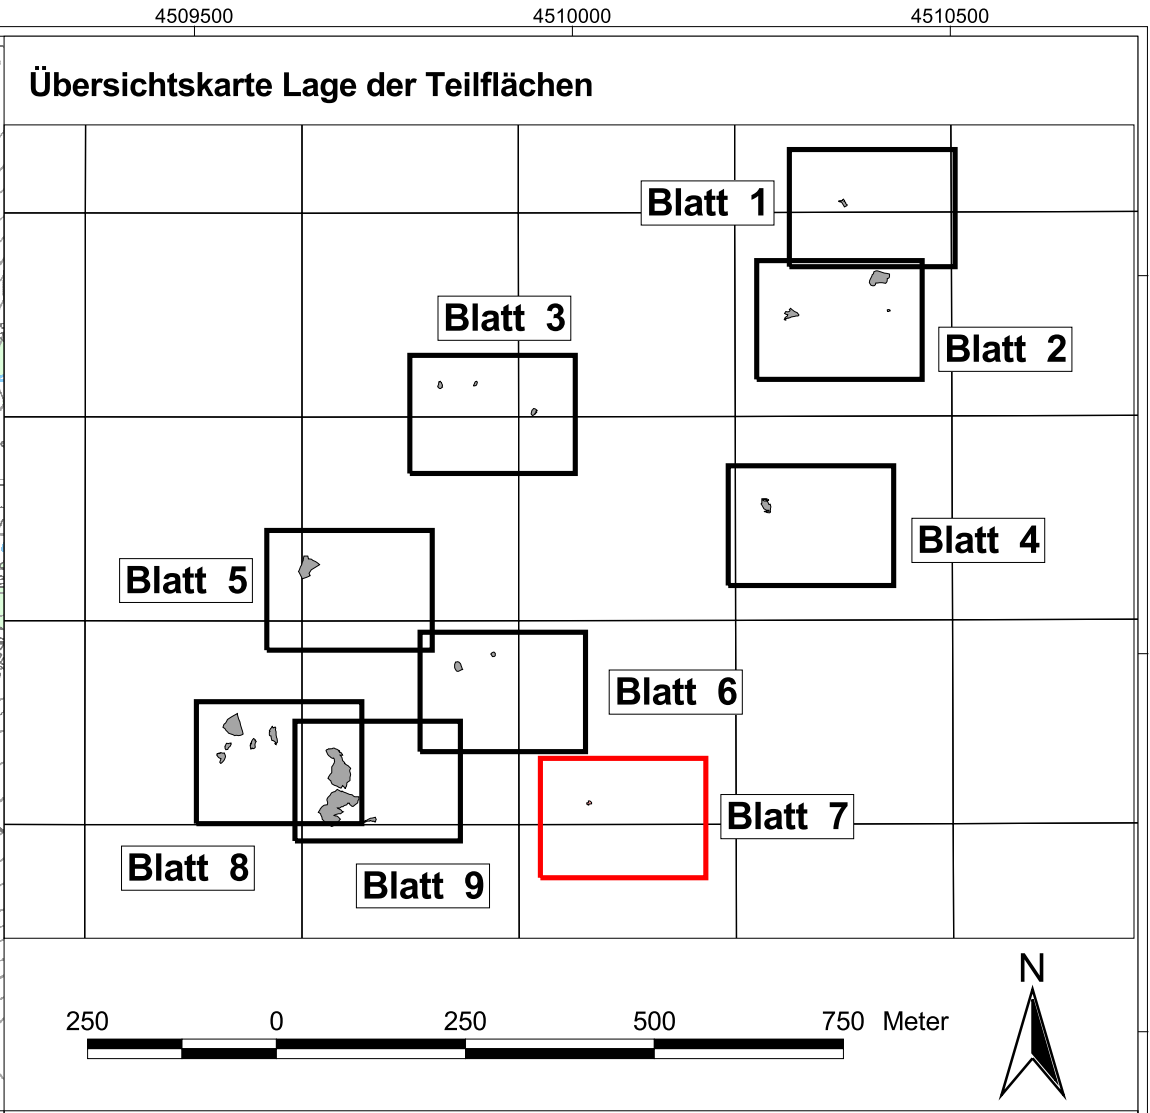 4509500 4510000 4510500
Übersichtskarte Lage der Teilflächen
Blatt 1
Blatt 3
Blatt 2
Blatt 4
Blatt 5
Blatt 6
Blatt 7
Blatt 8
Blatt 9
N
250 0 250 500 750 Meter